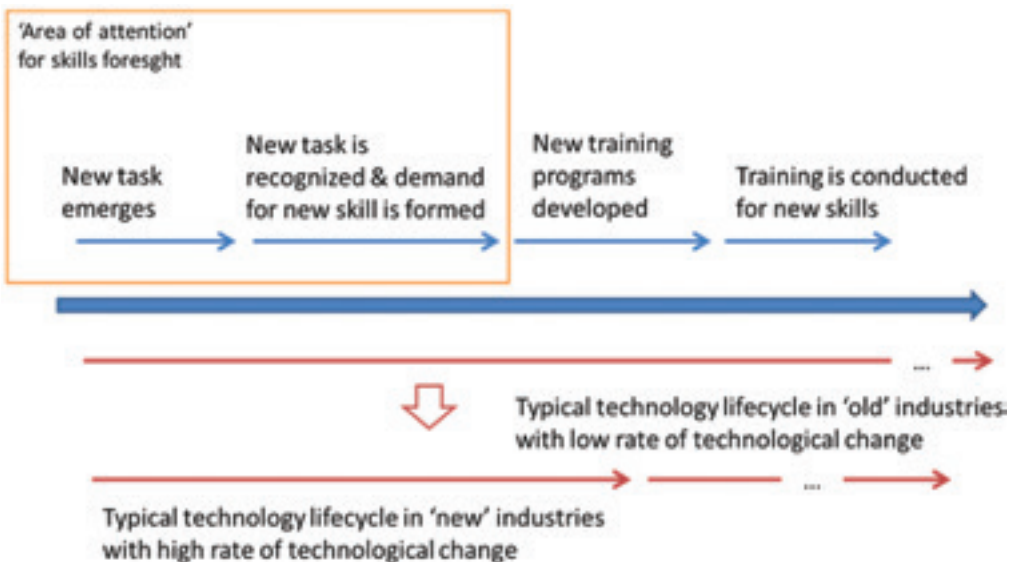 'Area of attention'
for skills foresght
New task
emerges
New task is
recognized & demand
for new skill is formed
New training
programs
developed
Training is conducted
for new skills
...
Typical technology lifecycle in 'old' industries
with low rate of technological change
...
Typical technology lifecycle in 'new' industries
with high rate of technological change